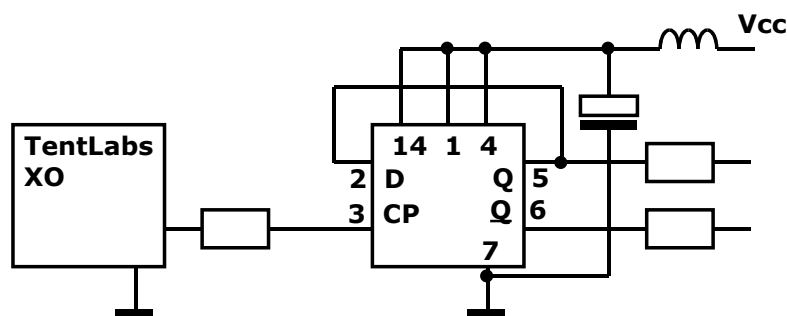 Vcc
TentLabs
XO
14 1 4
2 D Q 5
3 CP Q 6
7